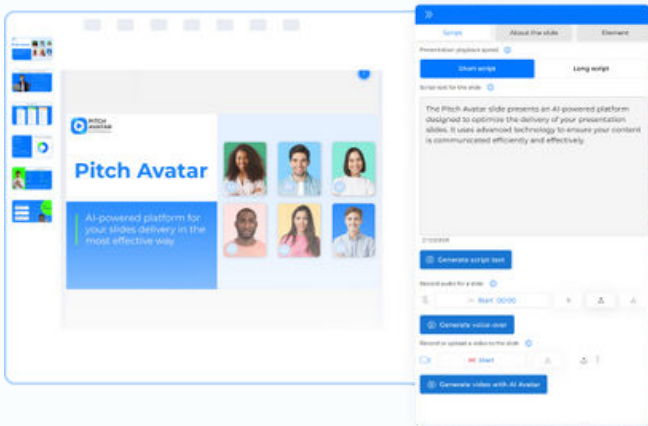 Script
About the slide
Element
Presentation playback speed
Short script
Long script
Script text for the slide
The Pitch Avatar slide presents an AI-powered platform
designed to optimize the delivery of your presentation
slides. It uses advanced technology to ensure your content
is communicated efficiently and effectively.
Generate script text
Record audio for a slide
Start 00:00
Generate voice-over
Record or upload a video to the slide
Start
Generate video with AI Avatar
PITCH
AVATAR
Pitch Avatar
AI-powered platform for
your slides delivery in the
most effective way